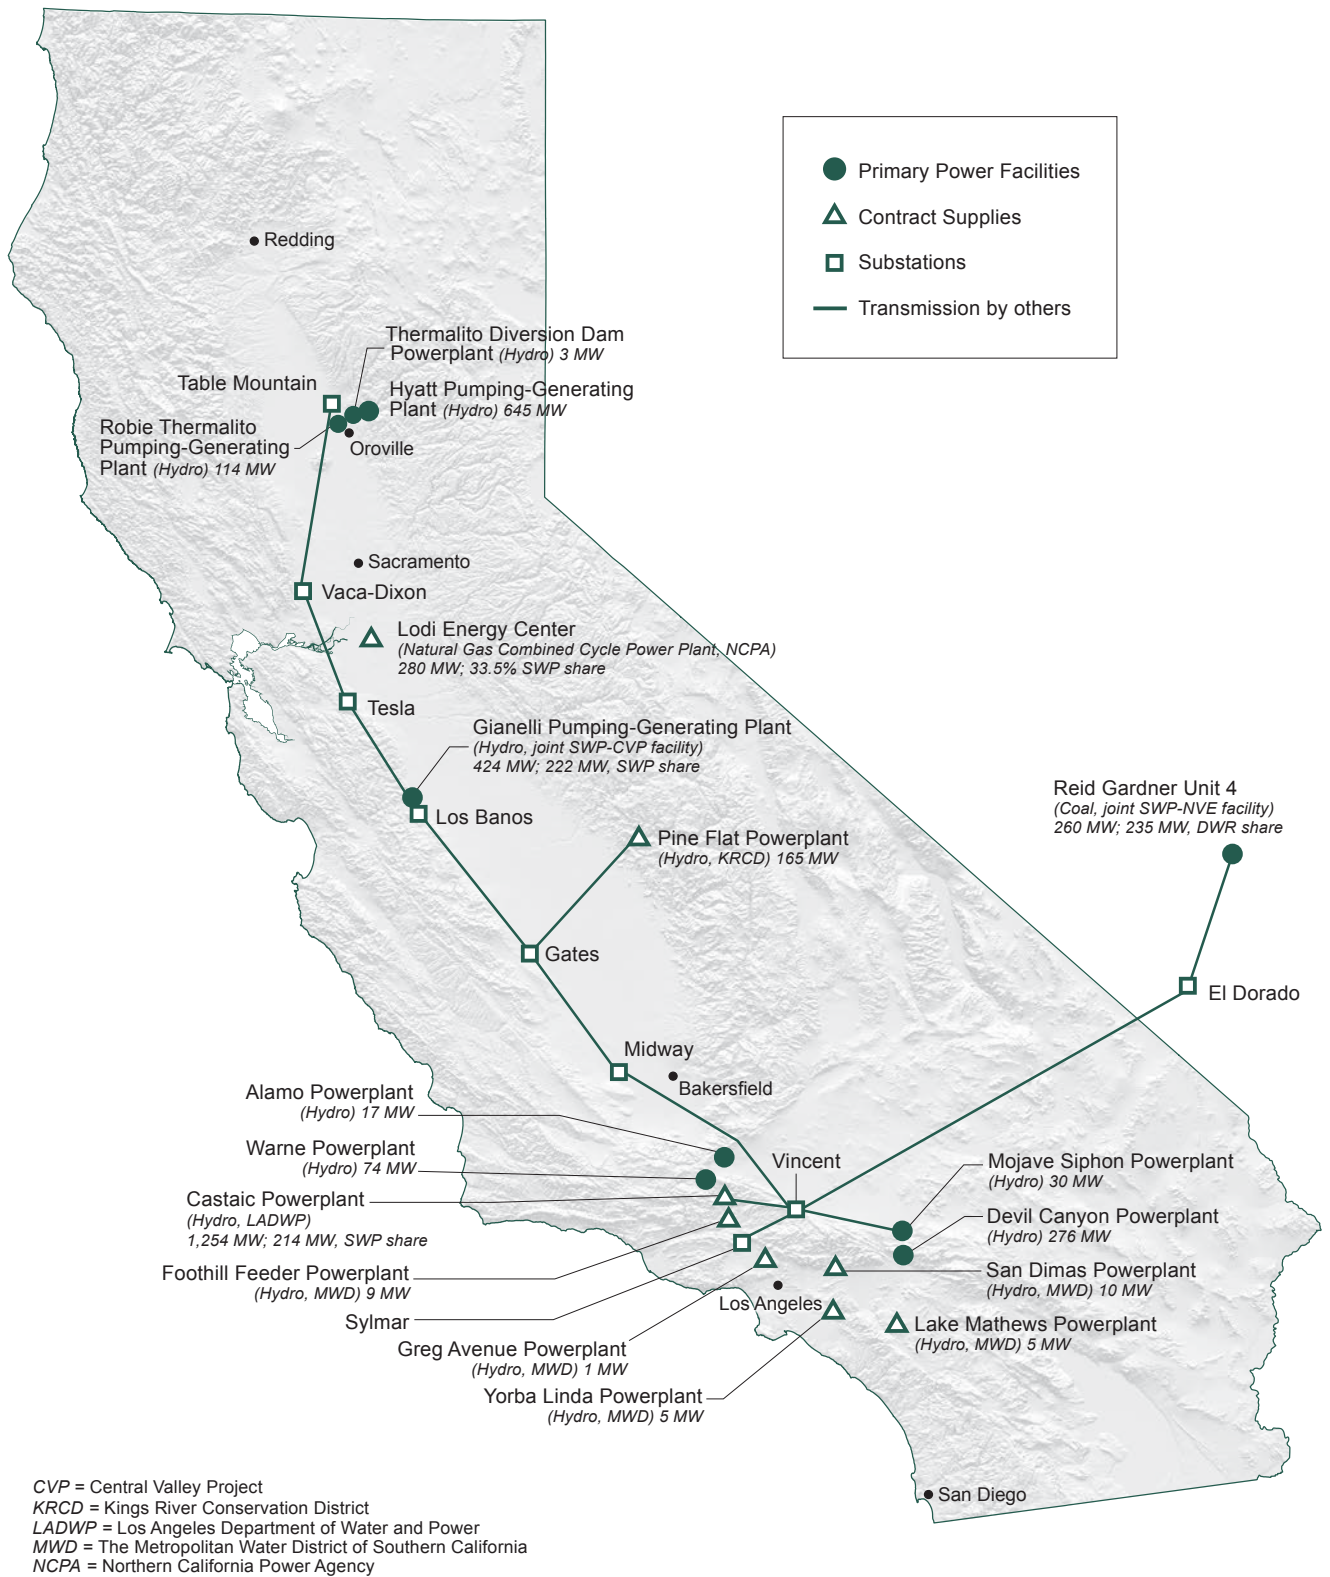 Primary Power Facilities
Contract Supplies
Substations
Transmission by others
Redding
Thermalito Diversion Dam
Powerplant (Hydro) 3 MW
Table Mountain
Hyatt Pumping-Generating
Plant (Hydro) 645 MW
Robie Thermalito
Pumping-Generating
Plant (Hydro) 114 MW
Oroville
Sacramento
Vaca-Dixon
Lodi Energy Center
(Natural Gas Combined Cycle Power Plant, NCPA)
280 MW; 33.5% SWP share
Tesla
Gianelli Pumping-Generating Plant
(Hydro, joint SWP-CVP facility)
424 MW; 222 MW, SWP share
Los Banos
Reid Gardner Unit 4
(Coal, joint SWP-NVE facility)
260 MW; 235 MW, DWR share
Pine Flat Powerplant
(Hydro, KRCD) 165 MW
Gates
El Dorado
Midway
Bakersfield
Alamo Powerplant
(Hydro) 17 MW
Warne Powerplant
(Hydro) 74 MW
Vincent
Mojave Siphon Powerplant
(Hydro) 30 MW
Castaic Powerplant
(Hydro, LADWP)
1,254 MW; 214 MW, SWP share
Devil Canyon Powerplant
(Hydro) 276 MW
Foothill Feeder Powerplant
(Hydro, MWD) 9 MW
San Dimas Powerplant
(Hydro, MWD) 10 MW
Los Angeles
Sylmar
Lake Mathews Powerplant
(Hydro, MWD) 5 MW
Greg Avenue Powerplant
(Hydro, MWD) 1 MW
Yorba Linda Powerplant
(Hydro, MWD) 5 MW
San Diego
CVP = Central Valley Project
KRCD = Kings River Conservation District
LADWP = Los Angeles Department of Water and Power
MWD = The Metropolitan Water District of Southern California
NCPA = Northern California Power Agency